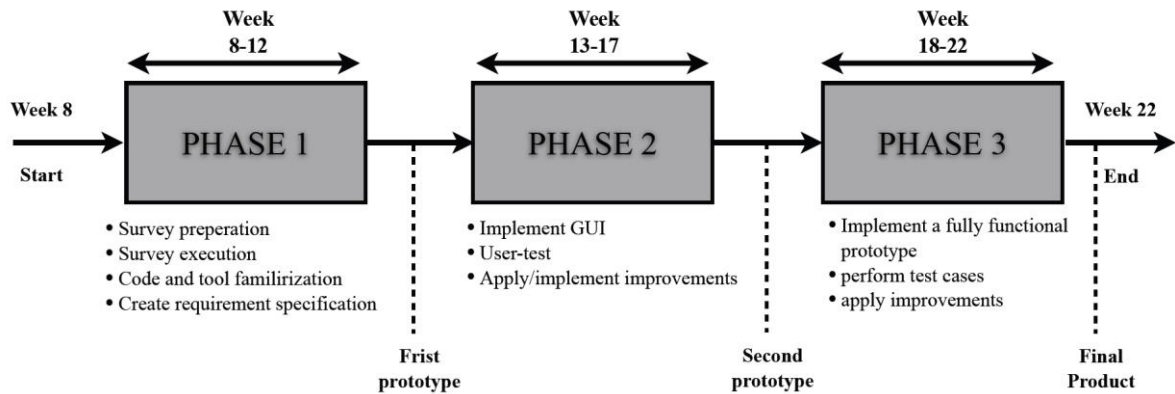 Week
8-12
Week
13-17
Week
18-22
Week 8
Start
PHASE 1
PHASE 2
PHASE 3
Week 22
End
• Survey preperation
• Survey execution
• Code and tool familirization
• Create requirement specification
• Implement GUI
• User-test
• Apply/implement improvements
• Implement a fully functional
prototype
• perform test cases
• apply improvements
Frist
prototype
Second
prototype
Final
Product